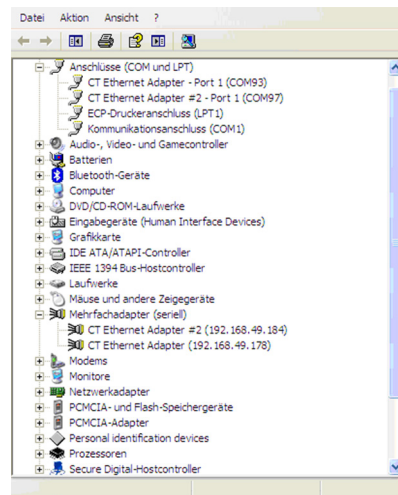 Datei Aktion Ansicht ?
Anschlüsse (COM und LPT)
CT Ethernet Adapter - Port 1 (COM93)
CT Ethernet Adapter #2 - Port 1 (COM97)
ECP-Druckeranschluss (LPT1)
Kommunikationsanschluss (COM1)
Audio-, Video- und Gamecontroller
Batterien
Bluetooth-Geräte
Computer
DVD/CD-ROM-Laufwerke
Eingabegeräte (Human Interface Devices)
Grafikkarte
IDE ATA/ATAPI-Controller
IEEE 1394 Bus-Hostcontroller
Laufwerke
Mäuse und andere Zeigegeräte
Mehrfachadapter (seriell)
CT Ethernet Adapter #2 (192.168.49.184)
CT Ethernet Adapter (192.168.49.178)
Modems
Monitore
Netzwerkadapter
PCMCIA- und Flash-Speichergeräte
PCMCIA-Adapter
Personal identification devices
Prozessoren
Secure Digital-Hostcontroller